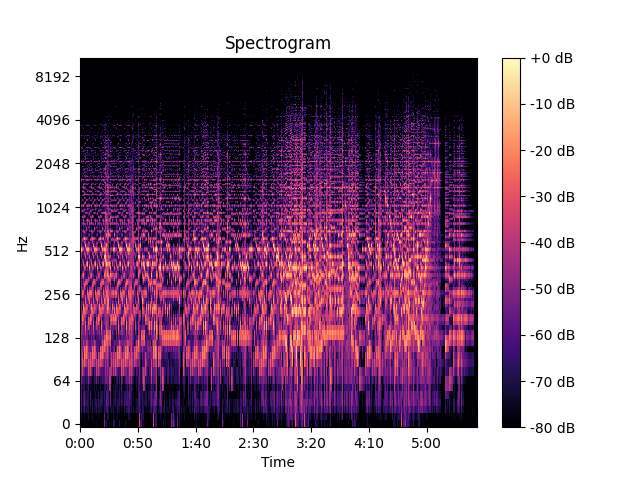 Spectrogram
Hz
8192
4096
2048
1024
512
256
128
64
0
0:00 0:50 1:40 2:30 3:20 4:10 5:00
Time
+0 dB
-10 dB
-20 dB
-30 dB
-40 dB
-50 dB
-60 dB
-70 dB
-80 dB